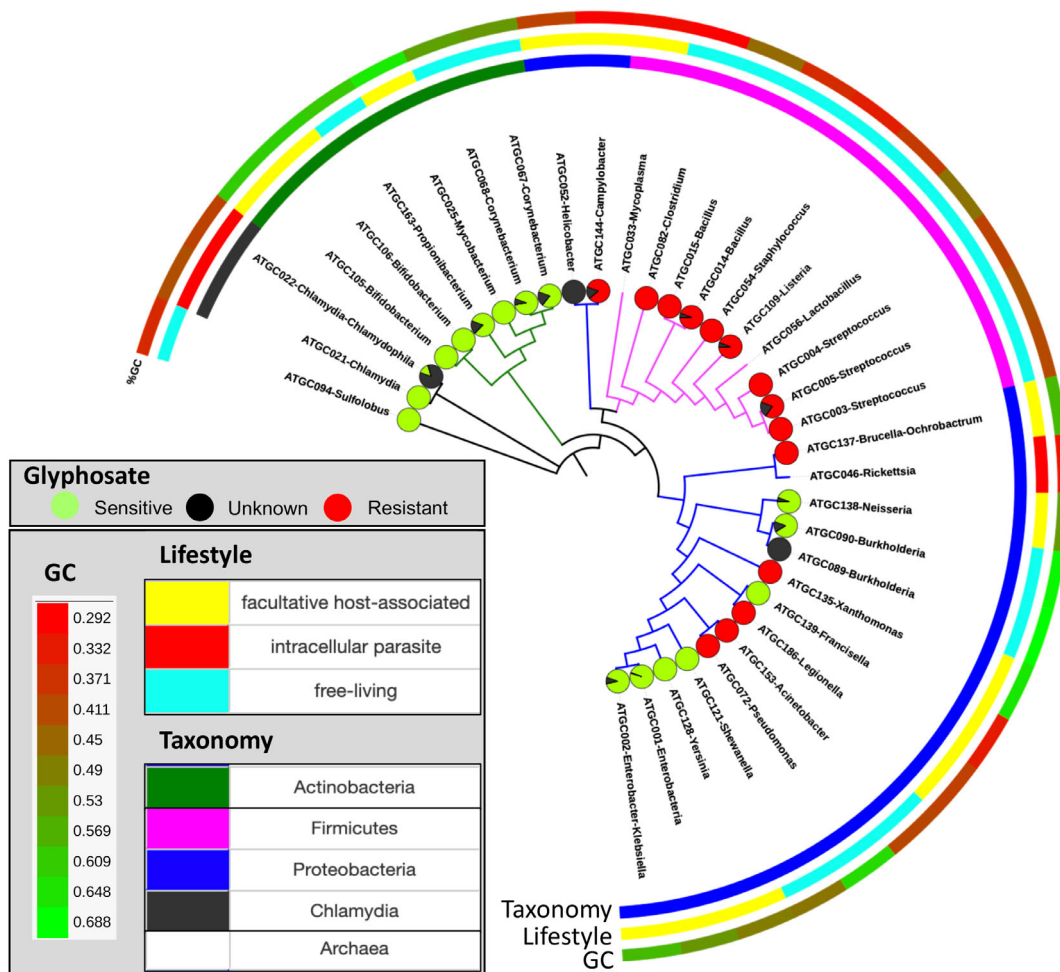 %GC
ATGC094-Sulfolobus
ATGC021-Chlamydia
ATGC022-Chlamydia-Chlamydophila
ATGC105-Bifidobacterium
ATGC106-Bifidobacterium
ATGC163-Propionibacterium
ATGC025-Mycobacterium
ATGC068-Corynebacterium
ATGC067-Corynebacterium
ATGC052-Helicobacter
ATGC144-Campylobacter
ATGC033-Mycoplasma
ATGC082-Clostridium
ATGC015-Bacillus
ATGC014-Bacillus
ATGC054-Staphylococcus
ATGC109-Listeria
ATGC056-Lactobacillus
ATGC004-Streptococcus
ATGC005-Streptococcus
ATGC003-Streptococcus
ATGC137-Brucella-Ochrobactrum
ATGC046-Rickettsia
ATGC138-Neisseria
ATGC090-Burkholderia
ATGC089-Burkholderia
ATGC135-Xanthomonas
ATGC139-Francisella
ATGC186-Legionella
ATGC153-Acinetobacter
ATGC072-Pseudomonas
ATGC121-Shewanella
ATGC128-Yersinia
ATGC001-Enterobacteria
ATGC002-Enterobacter-Klebsiella
Glyphosate
Sensitive Unknown Resistant
GC
0.292
0.332
0.371
0.411
0.45
0.49
0.53
0.569
0.609
0.648
0.688
Lifestyle
facultative host-associated
intracellular parasite
free-living
Taxonomy
Actinobacteria
Firmicutes
Proteobacteria
Chlamydia
Archaea
Taxonomy
Lifestyle
GC